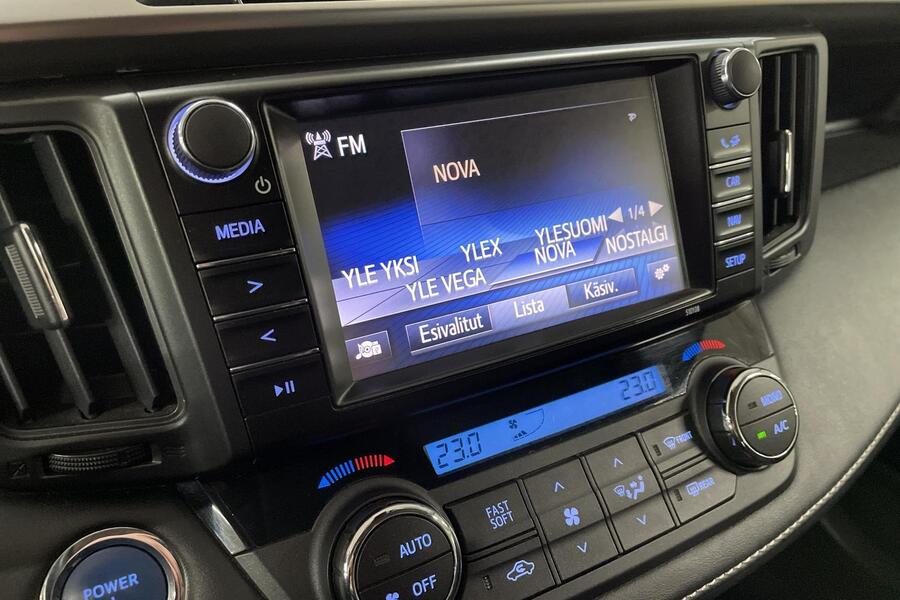 FM
NOVA
1/4
YLE YKSI
YLEX
YLESUOMI
NOSTALGI
YLE VEGA
NOVA
Esivalitut
Lista
Käsiv.
MEDIA
>
<
CAR
NAV
SETUP
23.0
23.0
AUTO
OFF
FAST
SOFT
FRONT
REAR
MODO
A/C
POWER